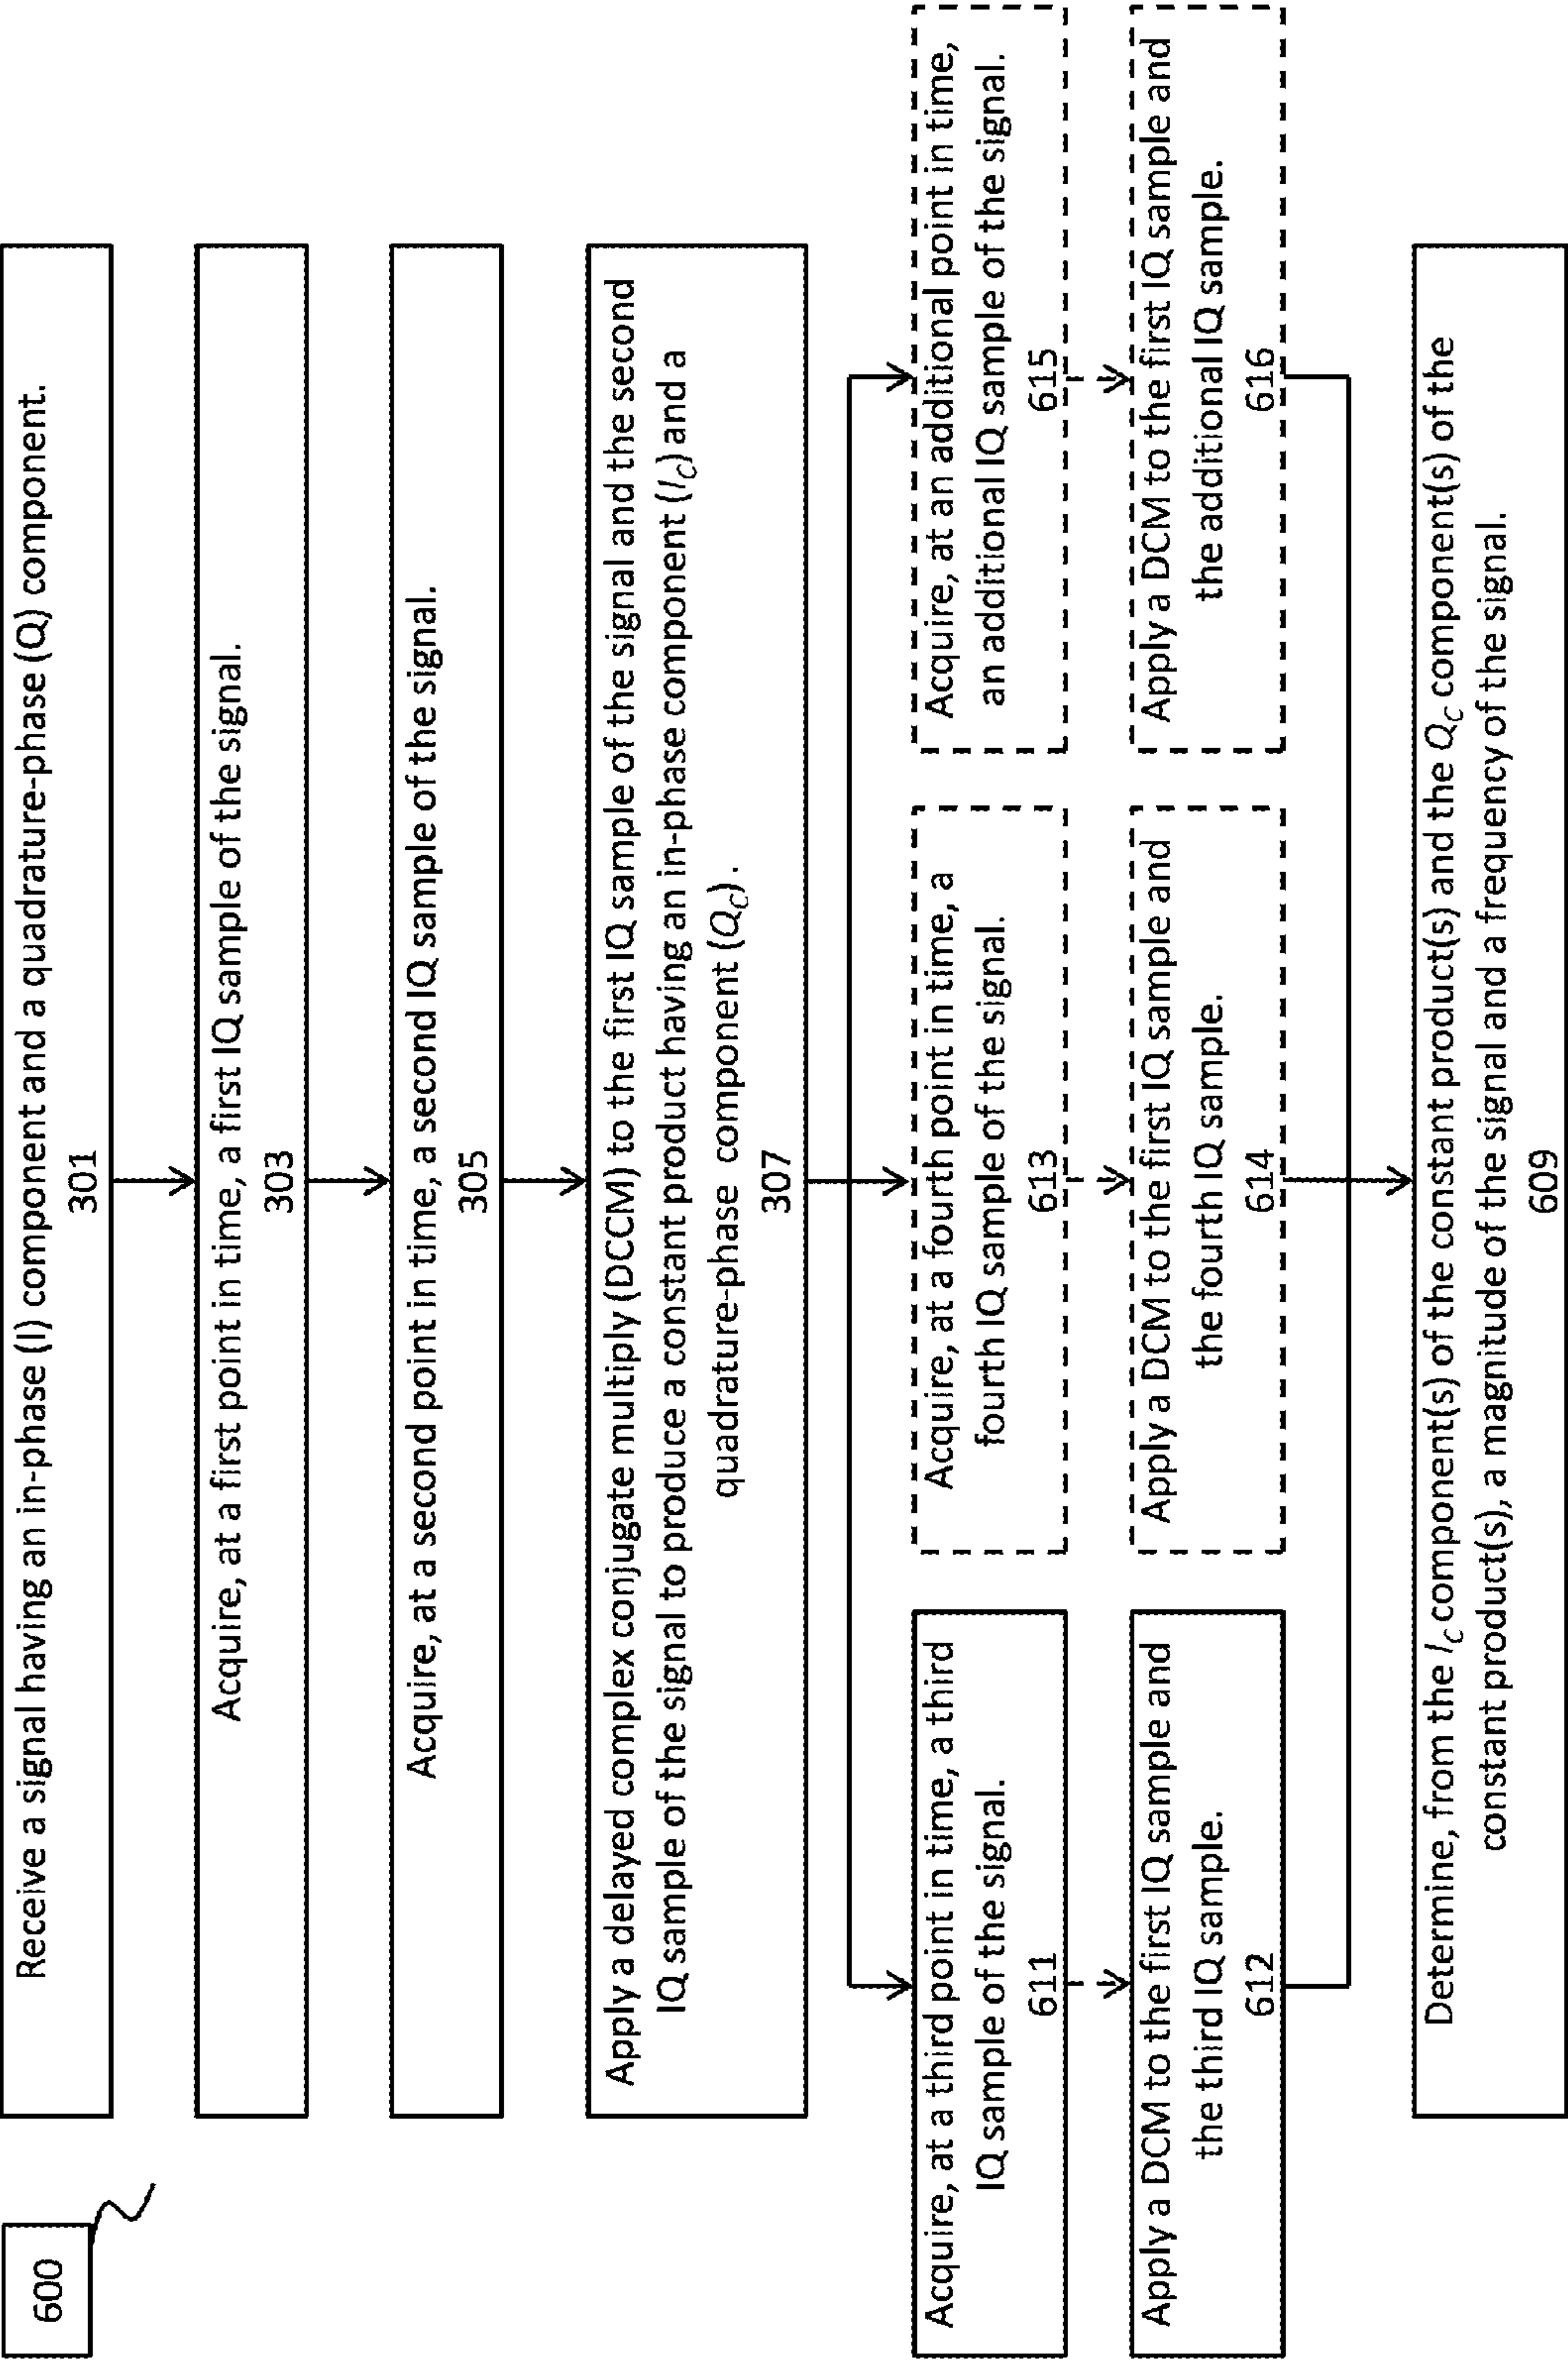 600
Receive a signal having an in-phase (I) component and a quadrature-phase (Q) component.
301
Acquire, at a first point in time, a first IQ sample of the signal.
303
Acquire, at a second point in time, a second IQ sample of the signal.
305
Apply a delayed complex conjugate multiply (DCCM) to the first IQ sample of the signal and the second
IQ sample of the signal to produce a constant product having an in-phase component (I_C) and a
quadrature-phase component (Q_C).
307
Acquire, at a third point in time, a third
IQ sample of the signal.
611
Apply a DCM to the first IQ sample and
the third IQ sample.
612
Acquire, at a fourth point in time, a
fourth IQ sample of the signal.
613
Apply a DCM to the first IQ sample and
the fourth IQ sample.
614
Acquire, at an additional point in time,
an additional IQ sample of the signal.
615
Apply a DCM to the first IQ sample and
the additional IQ sample.
616
Determine, from the I_C components(s) of the constant product(s) and the Q_C component(s) of the
constant product(s), a magnitude of the signal and a frequency of the signal.
609